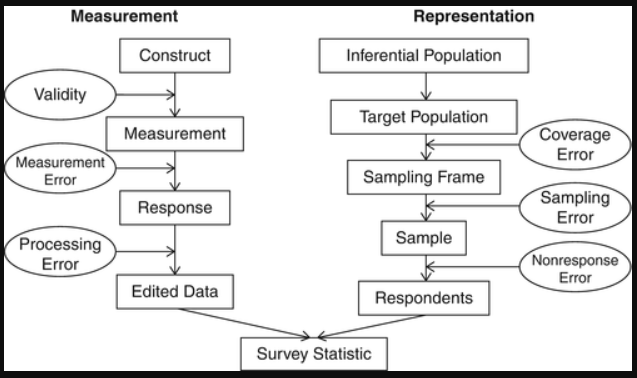 Measurement
Representation
Construct
Inferential Population
Validity
Target Population
Measurement
Coverage
Error
Measurement
Error
Sampling Frame
Response
Sampling
Error
Sample
Processing
Error
Nonresponse
Error
Edited Data
Respondents
Survey Statistic